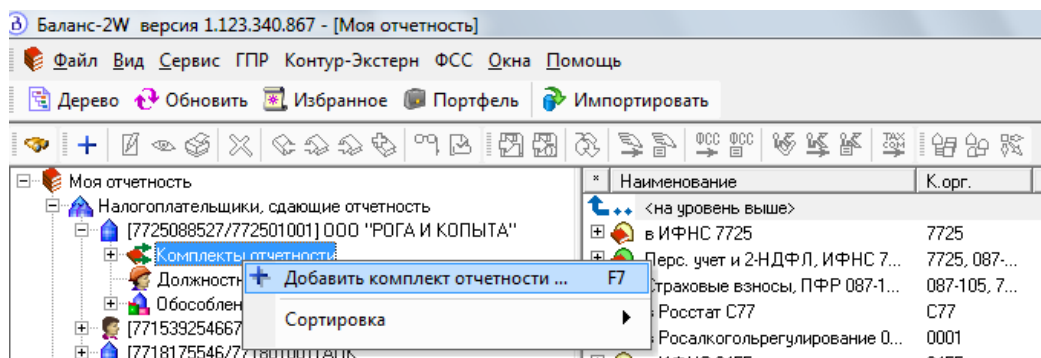 Баланс-2W версия 1.123.340.867 - [Моя отчетность]
Файл Вид Сервис ГПР Контур-Экстерн ФСС Окна Помощь
Дерево Обновить Избранное Портфель Импортировать
ФСС ФСС TAX
Моя отчетность
* Наименование К.орг.
Налогоплательщики, сдающие отчетность
<на уровень выше>
[7725088527/772501001] ООО "РОГА И КОПЫТА"
в ИФНС 7725 7725
Комплекты отчетности
Перс. учет и 2-НДФЛ, ИФНС 7... 7725, 087-...
Должностн
Добавить комплект отчетности ... F7
Страховые взносы, ПФР 087-1... 087-105, 7...
Обособлен
Сортировка
Росстат С77 С77
[771539254667
Росалкогольрегулирование 0... 0001